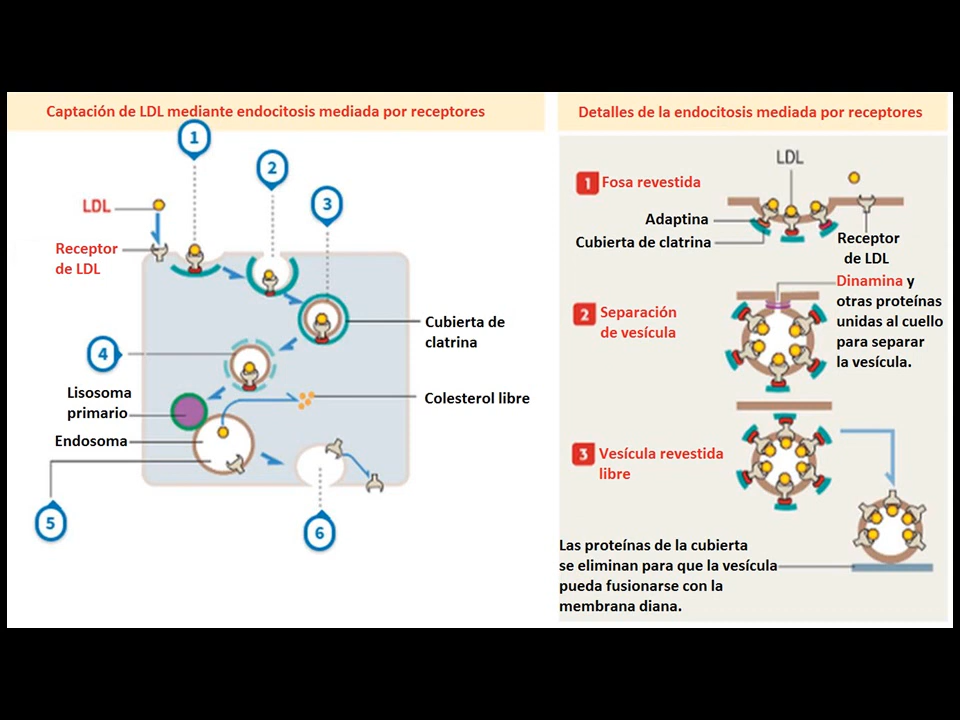 Captación de LDL mediante endocitosis mediada por receptores
1
2
3
LDL
Receptor
de LDL
Cubierta de
clatrina
4
Lisosoma
primario
Colesterol libre
Endosoma
5
6
Detalles de la endocitosis mediada por receptores
LDL
1 Fosa revestida
Adaptina
Cubierta de clatrina
Receptor
de LDL
2 Separación
de vesícula
Dinamina y
otras proteínas
unidas al cuello
para separar
la vesícula.
3 Vesícula revestida
libre
Las proteínas de la cubierta
se eliminan para que la vesícula
pueda fusionarse con la
membrana diana.